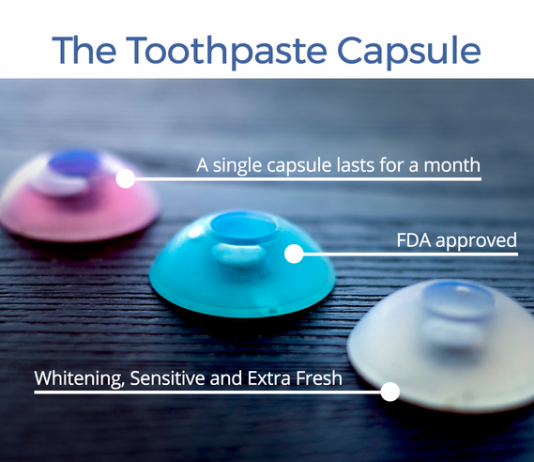 The Toothpaste Capsule
A single capsule lasts for a month
FDA approved
Whitening, Sensitive and Extra Fresh